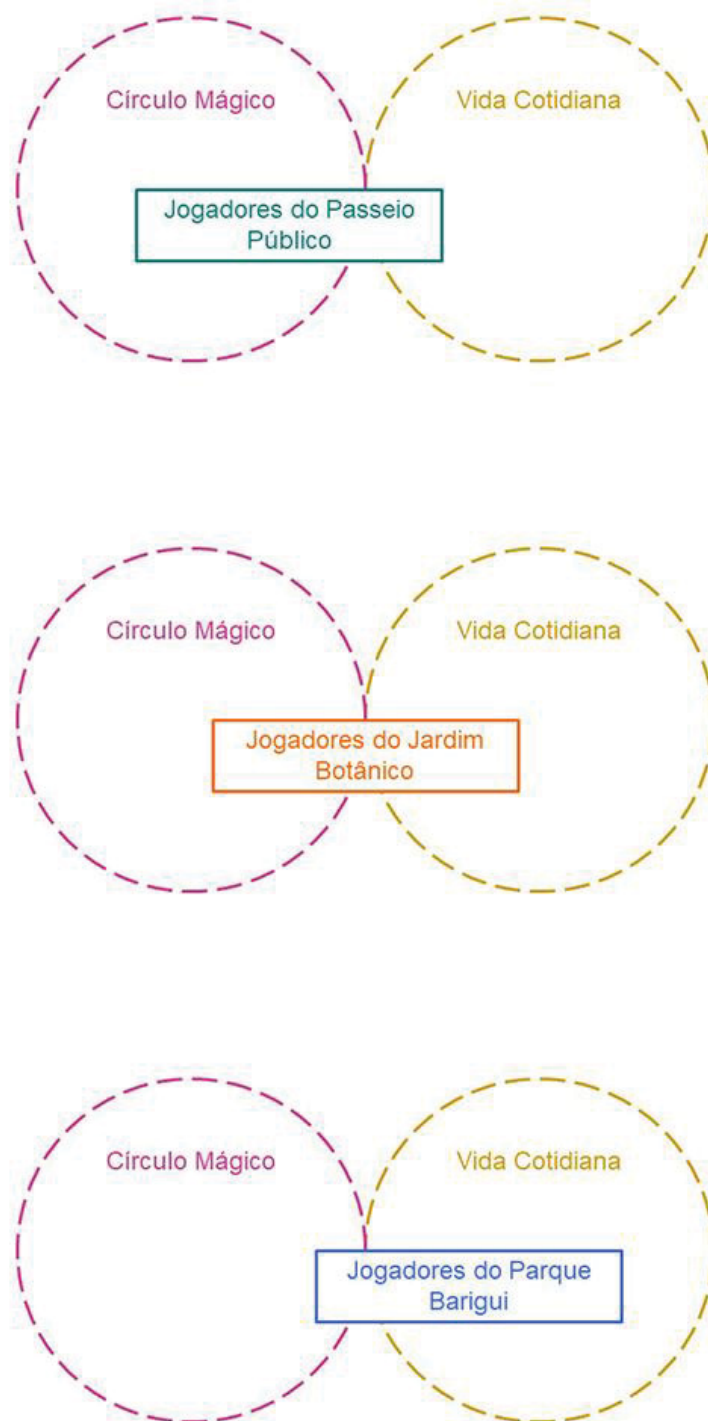 Círculo Mágico
Vida Cotidiana
Jogadores do Passeio
Público
Círculo Mágico
Vida Cotidiana
Jogadores do Jardim
Botânico
Círculo Mágico
Vida Cotidiana
Jogadores do Parque
Barigui